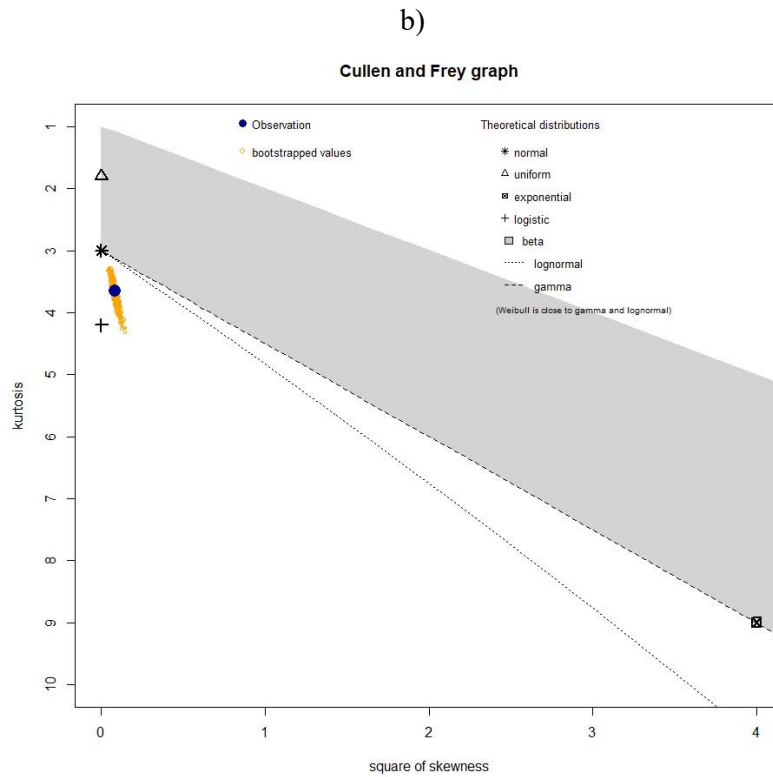 b)
Cullen and Frey graph
Observation
bootstrapped values
Theoretical distributions
normal
uniform
exponential
logistic
beta
lognormal
gamma
(Weibull is close to gamma and lognormal)
kurtosis
1
2
3
4
5
6
7
8
9
10
0 1 2 3 4
square of skewness